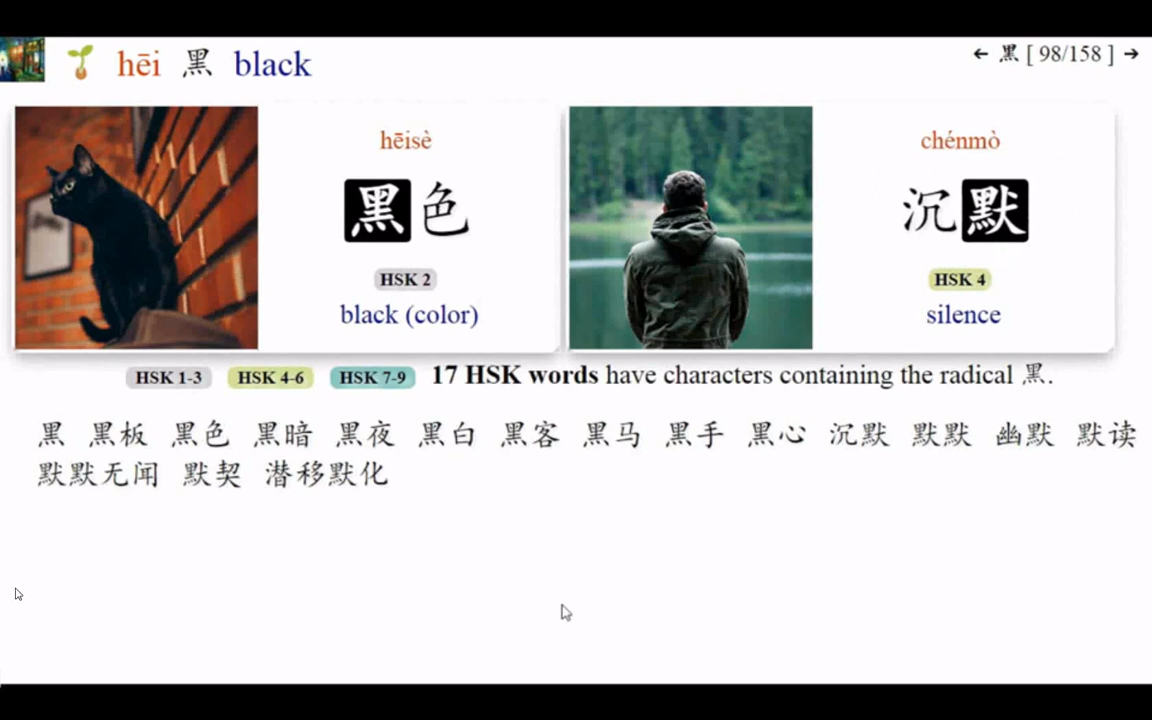 hēi 黑 black
← 黑 [ 98/158 ] →
hēisè
黑色
HSK 2
black (color)
chénmò
沉默
HSK 4
silence
HSK 1-3 HSK 4-6 HSK 7-9 17 HSK words have characters containing the radical 黑.
黑 黑板 黑色 黑暗 黑夜 黑白 黑客 黑马 黑手 黑心 沉默 默默 幽默 默读
默默无闻 默契 潜移默化